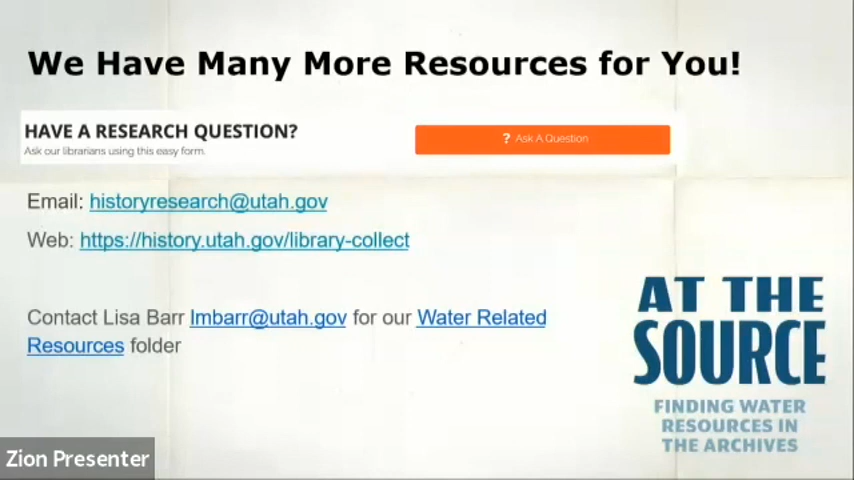 We Have Many More Resources for You!
HAVE A RESEARCH QUESTION?
Ask our librarians using this easy form.
? Ask A Question
Email: historyresearch@utah.gov
Web: https://history.utah.gov/library-collect
Contact Lisa Barr lmbarr@utah.gov for our Water Related
Resources folder
AT THE
SOURCE
FINDING WATER
RESOURCES IN
THE ARCHIVES
Zion Presenter